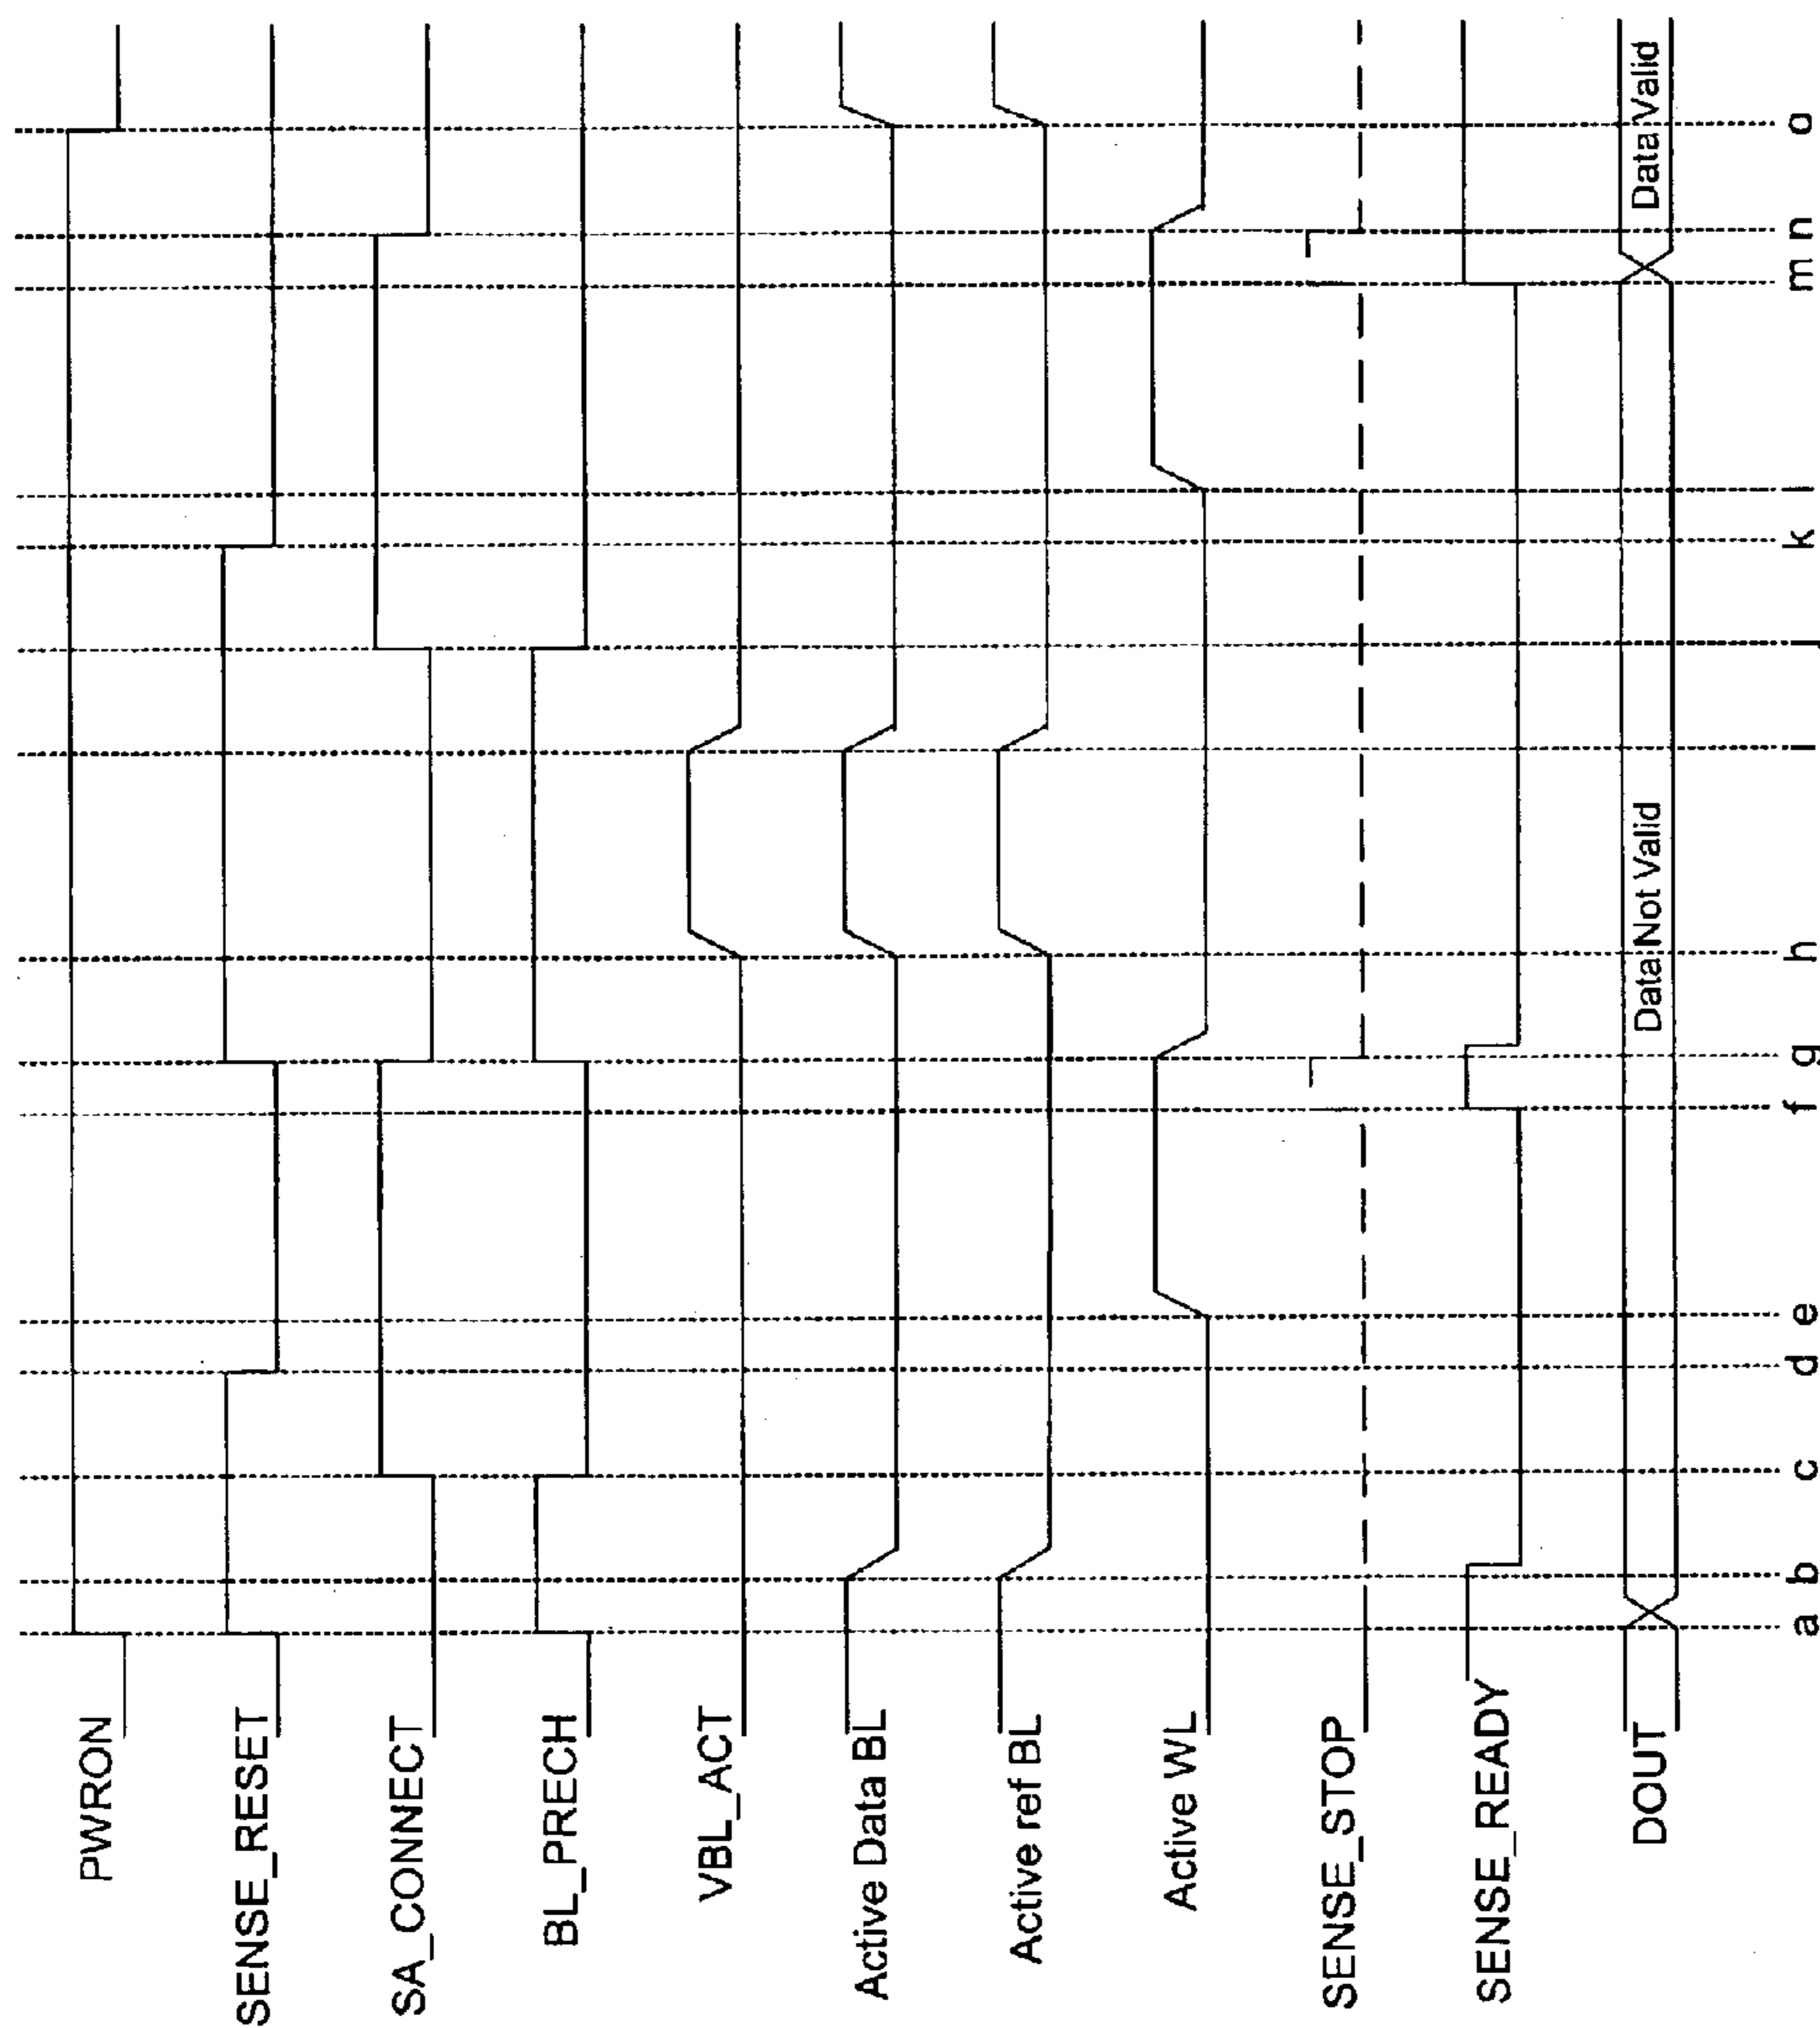 PWRON
SENSE_RESET
SA_CONNECT
BL_PRECH
VBL_ACT
Active Data BL
Active ref BL
Active WL
SENSE_STOP
SENSE_READY
DOUT
Data Not Valid
Data Valid
a b c d e f g h i j k l m n o